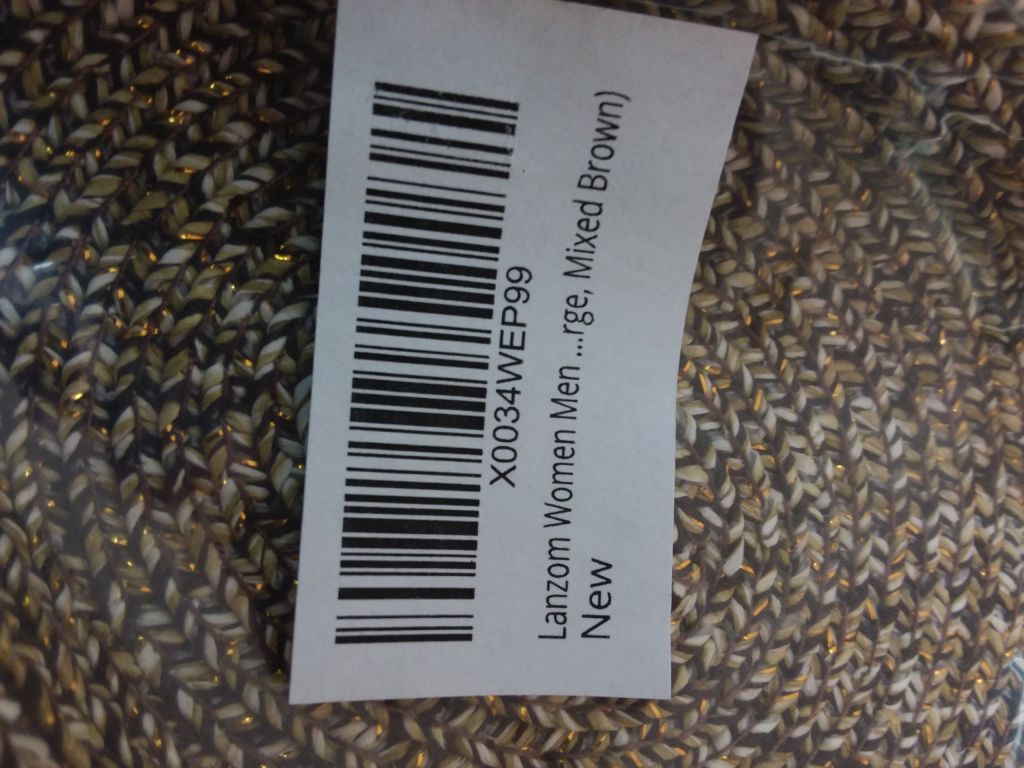 X0034WEP99
Lanzom Women Men ...rge, Mixed Brown)
New